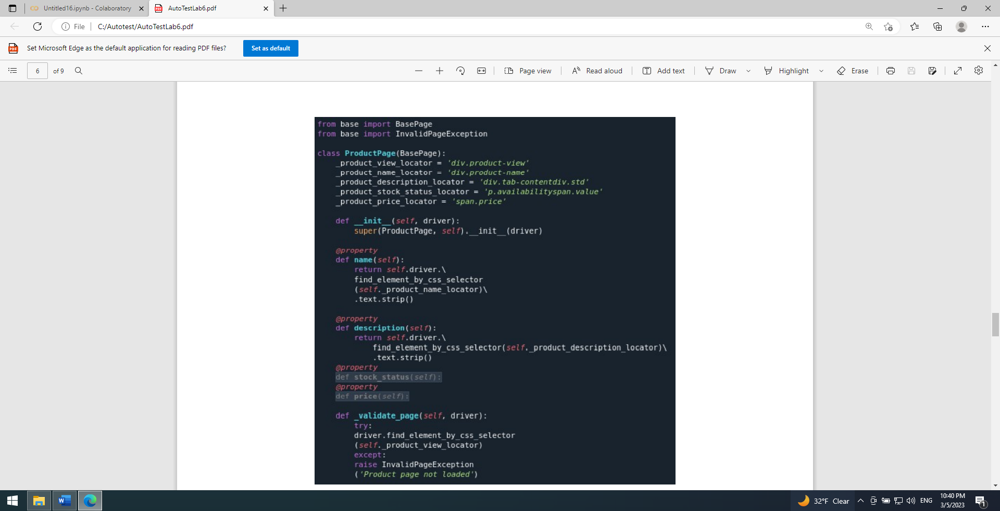 Untitled16.ipynb - Colaboratory
AutoTestLab6.pdf
File
C:/Autotest/AutoTestLab6.pdf
PDF
Set Microsoft Edge as the default application for reading PDF files?
Set as default
6
of 9
Page view
Read aloud
Add text
Draw
Highlight
Erase
from base import BasePage
from base import InvalidPageException
class ProductPage(BasePage):
_product_view_locator = 'div.product-view'
_product_name_locator = 'div.product-name'
_product_description_locator = 'div.tab-contentdiv.std'
_product_stock_status_locator = 'p.availabilityspan.value'
_product_price_locator = 'span.price'
def __init__(self, driver):
super(ProductPage, self).__init__(driver)
@property
def name(self):
return self.driver.\
find_element_by_css_selector
(self._product_name_locator)\
.text.strip()
@property
def description(self):
return self.driver.\
find_element_by_css_selector(self._product_description_locator)\
.text.strip()
@property
def stock_status(self):
@property
def price(self):
def _validate_page(self, driver):
try:
driver.find_element_by_css_selector
(self._product_view_locator)
except:
raise InvalidPageException
('Product page not loaded')
32°F Clear
ENG
10:40 PM
3/5/2023
1